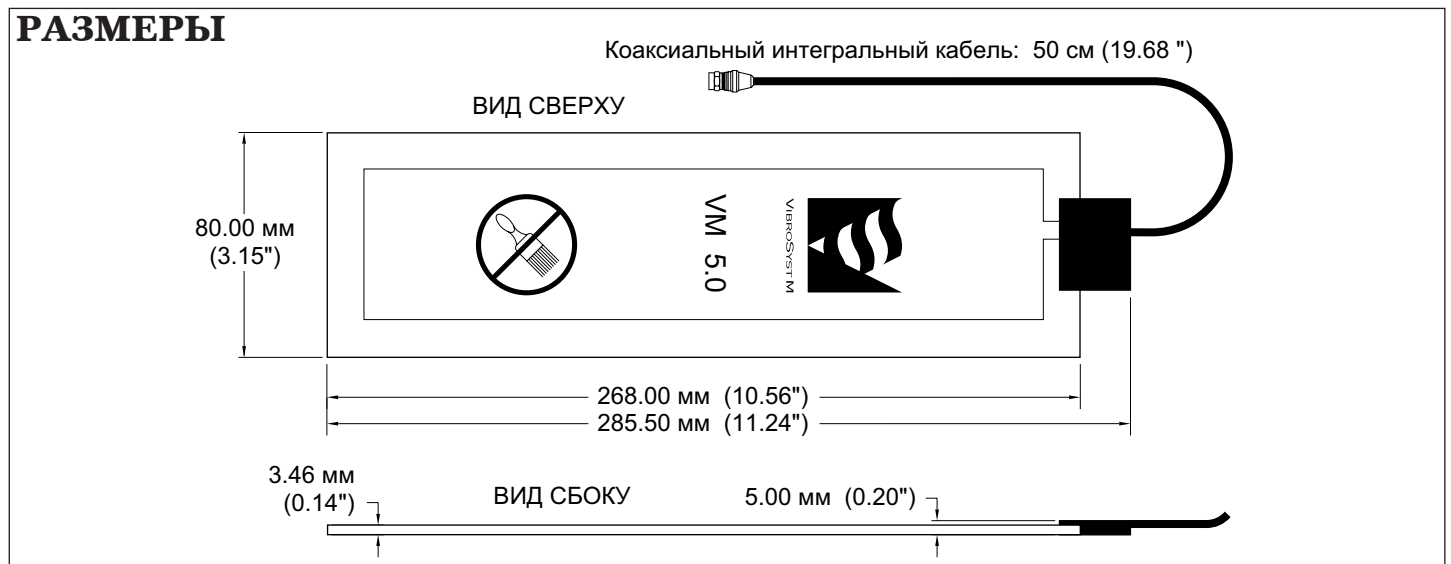 РАЗМЕРЫ
Коаксиальный интегральный кабель: 50 см (19.68 ")
ВИД СВЕРХУ
80.00 мм
(3.15")
VM 5.0
VIBROSYSTM
268.00 мм (10.56")
285.50 мм (11.24")
3.46 мм
(0.14")
ВИД СБОКУ
5.00 мм (0.20")